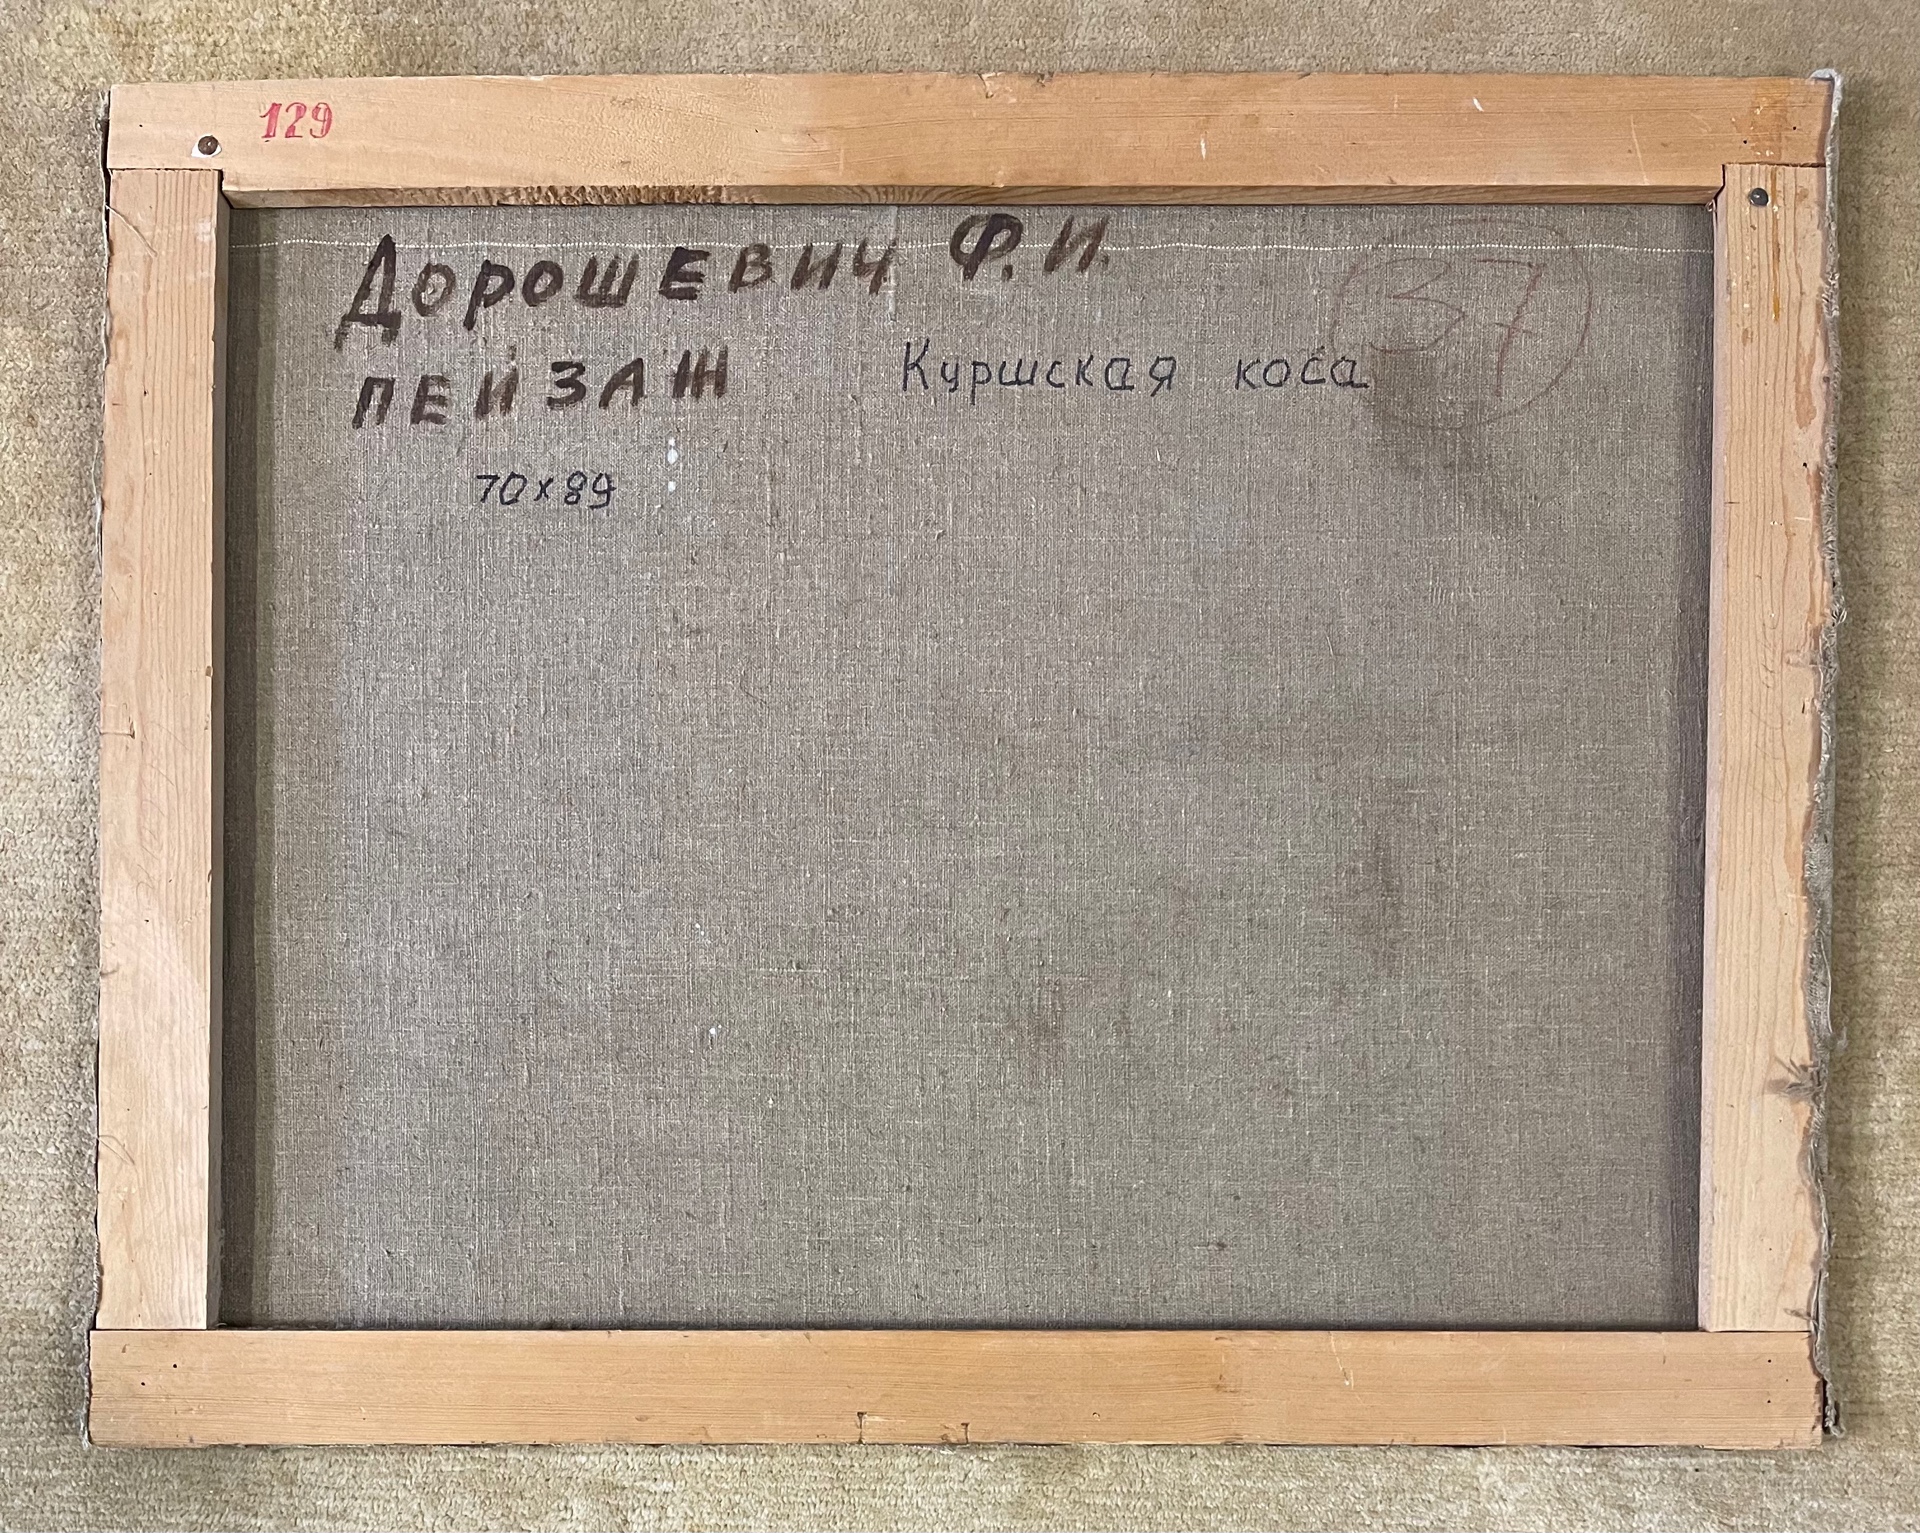 129
Дорошевич Ф.И.
37
ПЕЙЗАЖ
Куршская коса
70х89